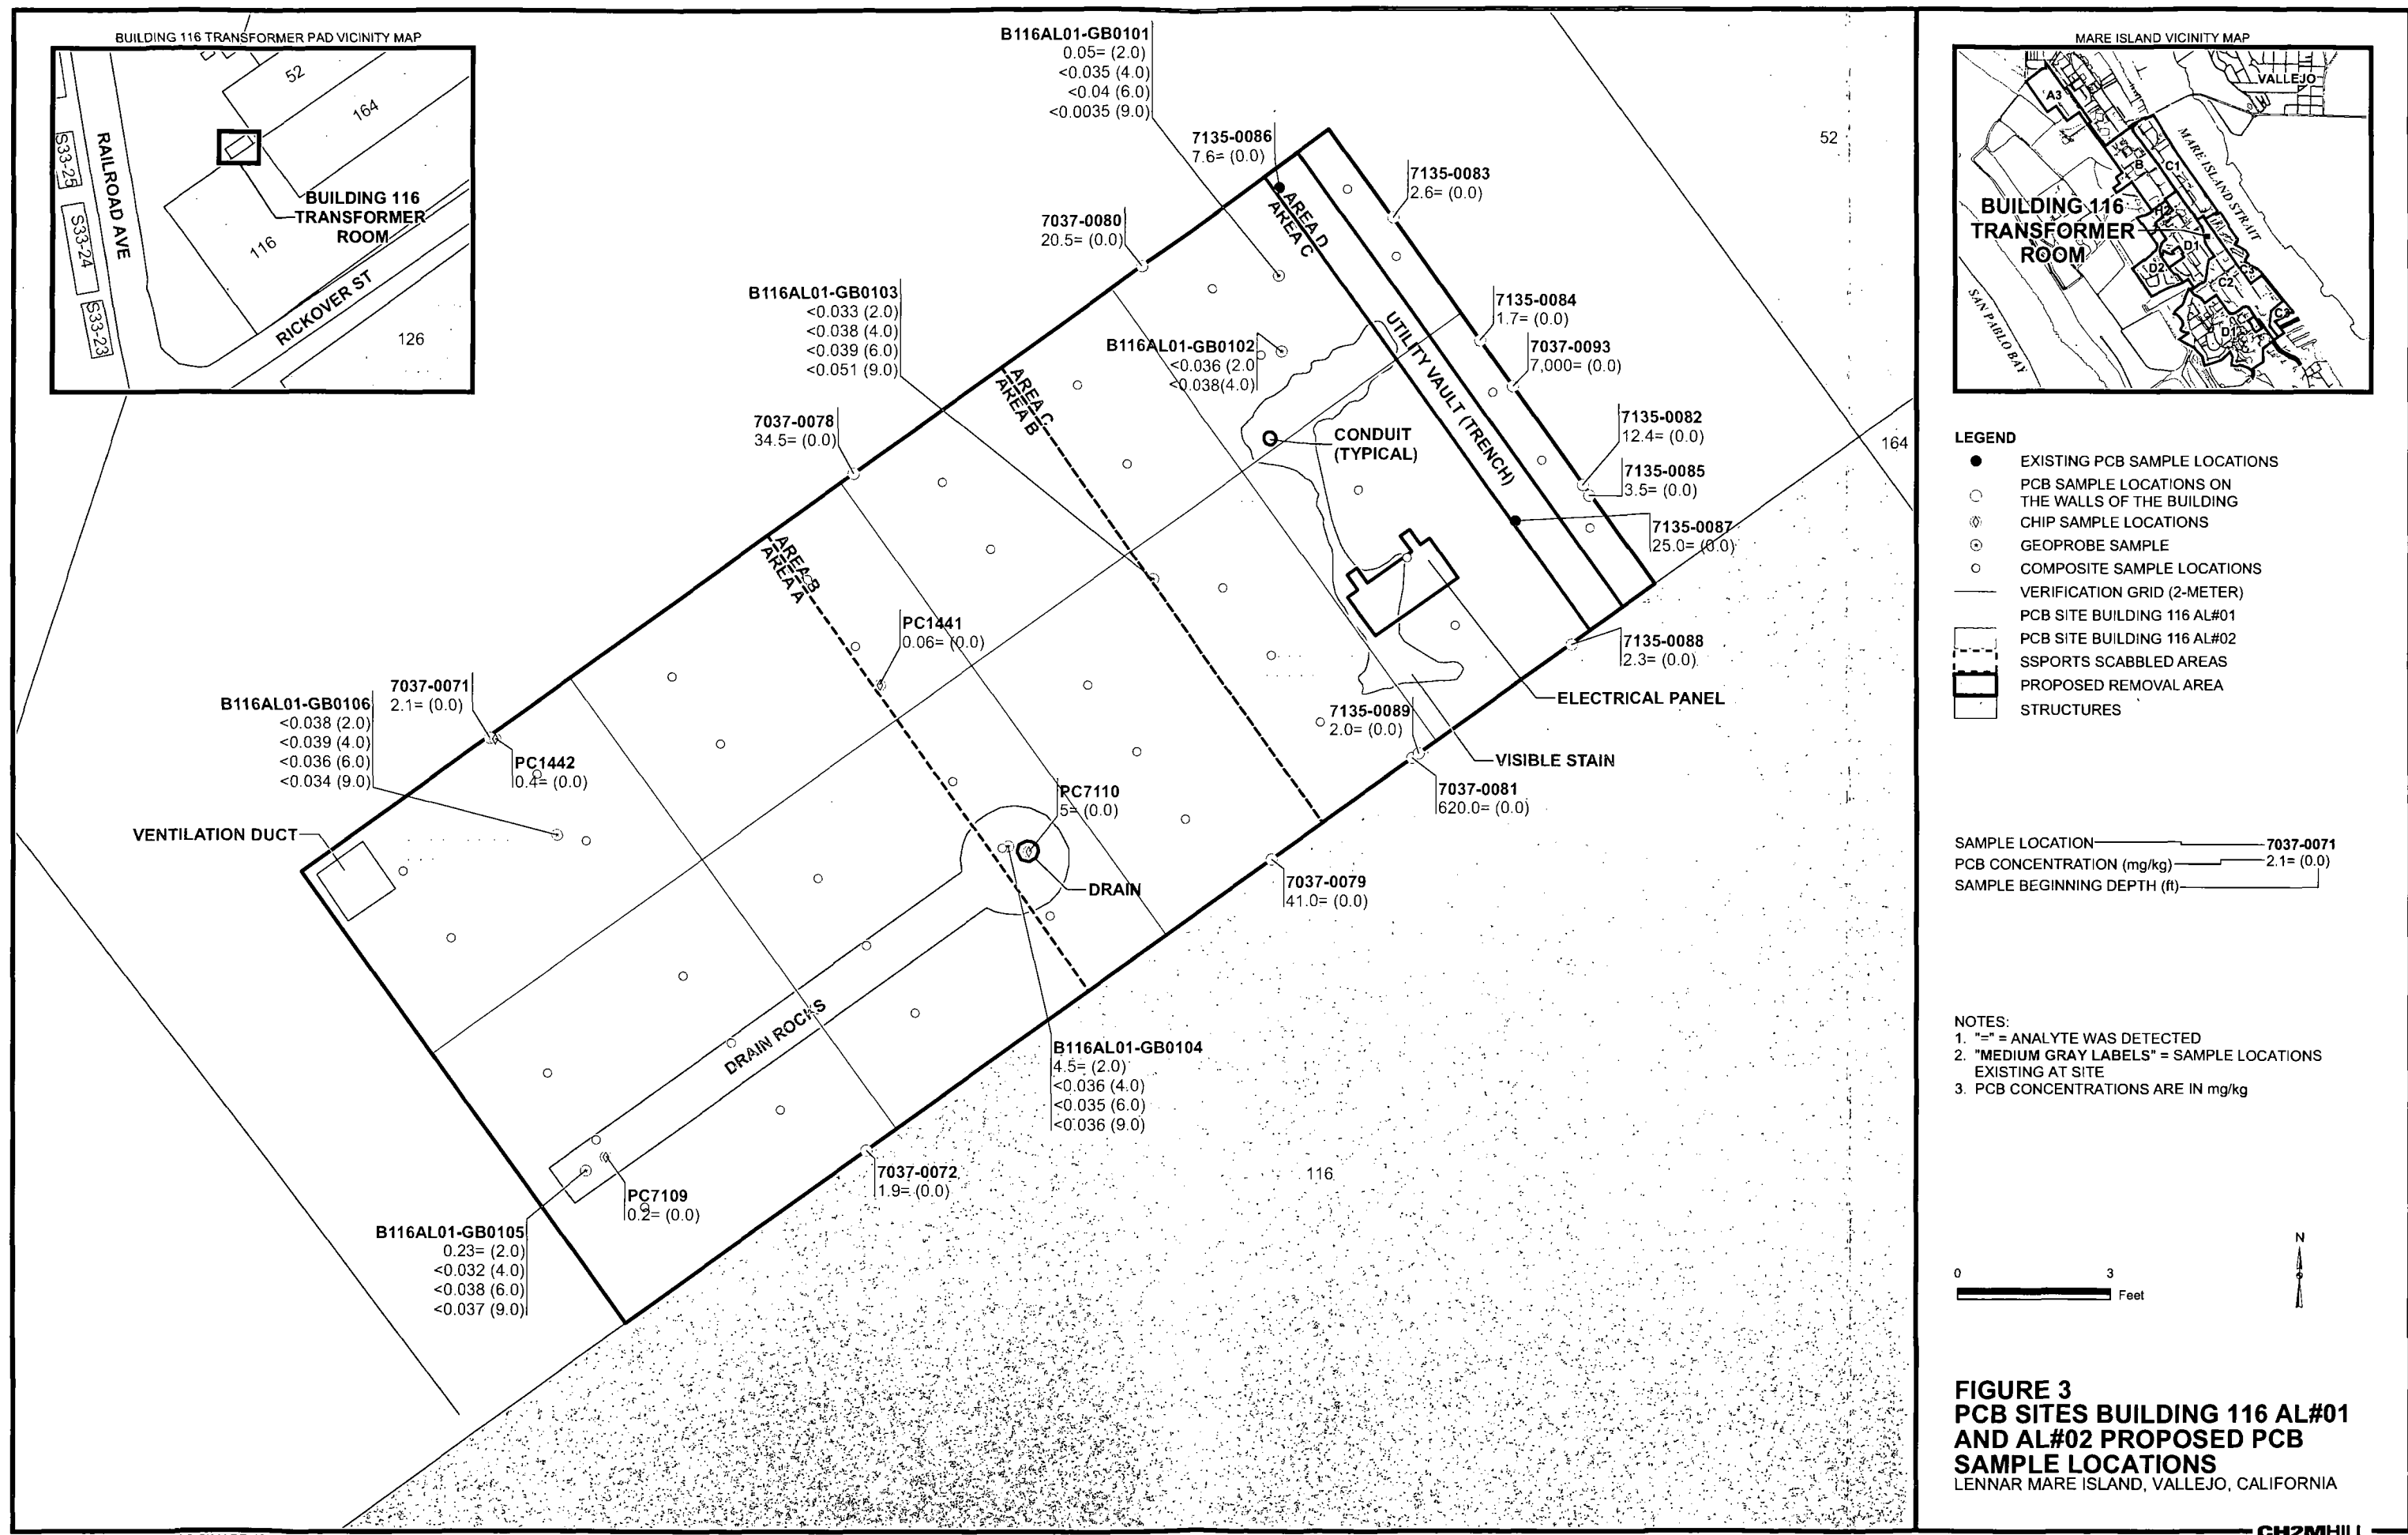 BUILDING 116 TRANSFORMER PAD VICINITY MAP
52
164
S33-25
RAILROAD AVE
S33-24
BUILDING 116
TRANSFORMER
ROOM
116
S33-23
RICKOVER ST
126
B116AL01-GB0101
0.05= (2.0)
<0.035 (4.0)
<0.04 (6.0)
<0.0035 (9.0)
7135-0086
7.6= (0.0)
7135-0083
2.6= (0.0)
52
7037-0080
20.5= (0.0)
AREA D
AREA C
B116AL01-GB0103
<0.033 (2.0)
<0.038 (4.0)
<0.039 (6.0)
<0.051 (9.0)
7135-0084
1.7= (0.0)
B116AL01-GB0102
<0.036 (2.0
<0.038(4.0)
7037-0093
7,000= (0.0)
UTILITY VAULT (TRENCH)
AREA C
AREA B
7037-0078
34.5= (0.0)
CONDUIT
(TYPICAL)
7135-0082
12.4= (0.0)
164
7135-0085
3.5= (0.0)
7135-0087
25.0= (0.0)
AREA B
AREA A
PC1441
0.06= (0.0)
7135-0088
2.3= (0.0)
7037-0071
2.1= (0.0)
B116AL01-GB0106
<0.038 (2.0)
<0.039 (4.0)
<0.036 (6.0)
<0.034 (9.0)
ELECTRICAL PANEL
7135-0089
2.0= (0.0)
PC1442
0.4= (0.0)
VISIBLE STAIN
PC7110
5= (0.0)
7037-0081
620.0= (0.0)
VENTILATION DUCT
DRAIN
7037-0079
41.0= (0.0)
DRAIN ROCKS
B116AL01-GB0104
4.5= (2.0)
<0.036 (4.0)
<0.035 (6.0)
<0.036 (9.0)
7037-0072
1.9= (0.0)
116
PC7109
0.2= (0.0)
B116AL01-GB0105
0.23= (2.0)
<0.032 (4.0)
<0.038 (6.0)
<0.037 (9.0)
MARE ISLAND VICINITY MAP
VALLEJO
A3
MARE ISLAND STRAIT
B
C1
BUILDING 116
TRANSFORMER
ROOM
D1
D2
C2
SAN PABLO BAY
D1
LEGEND
EXISTING PCB SAMPLE LOCATIONS
PCB SAMPLE LOCATIONS ON
THE WALLS OF THE BUILDING
CHIP SAMPLE LOCATIONS
GEOPROBE SAMPLE
COMPOSITE SAMPLE LOCATIONS
VERIFICATION GRID (2-METER)
PCB SITE BUILDING 116 AL#01
PCB SITE BUILDING 116 AL#02
SSPORTS SCABBLED AREAS
PROPOSED REMOVAL AREA
STRUCTURES
SAMPLE LOCATION 7037-0071
PCB CONCENTRATION (mg/kg) 2.1= (0.0)
SAMPLE BEGINNING DEPTH (ft)
NOTES:
1. "=" = ANALYTE WAS DETECTED
2. "MEDIUM GRAY LABELS" = SAMPLE LOCATIONS
EXISTING AT SITE
3. PCB CONCENTRATIONS ARE IN mg/kg
N
0 3
Feet
FIGURE 3
PCB SITES BUILDING 116 AL#01
AND AL#02 PROPOSED PCB
SAMPLE LOCATIONS
LENNAR MARE ISLAND, VALLEJO, CALIFORNIA
CH2MHILL